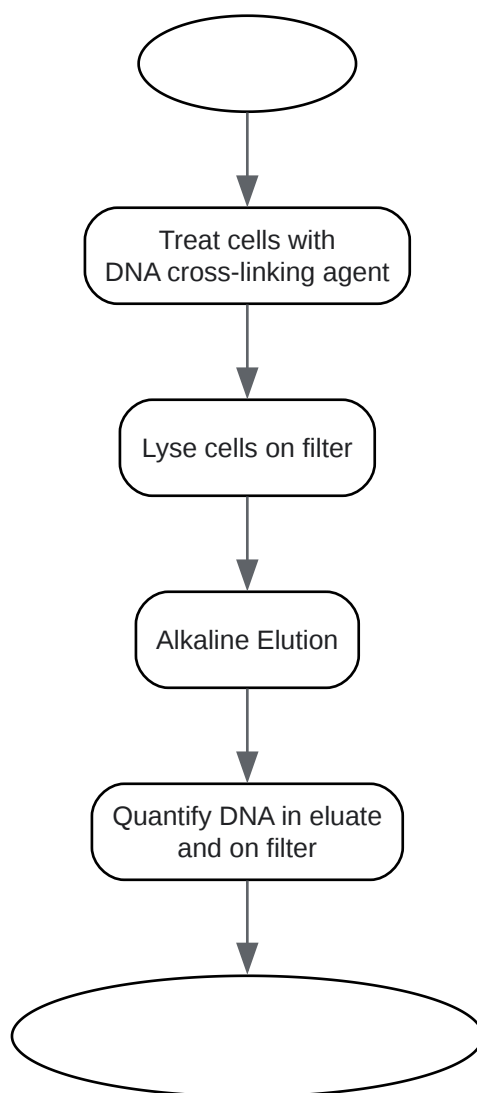 Treat cells with
DNA cross-linking agent
Lyse cells on filter
Alkaline Elution
Quantify DNA in eluate
and on filter